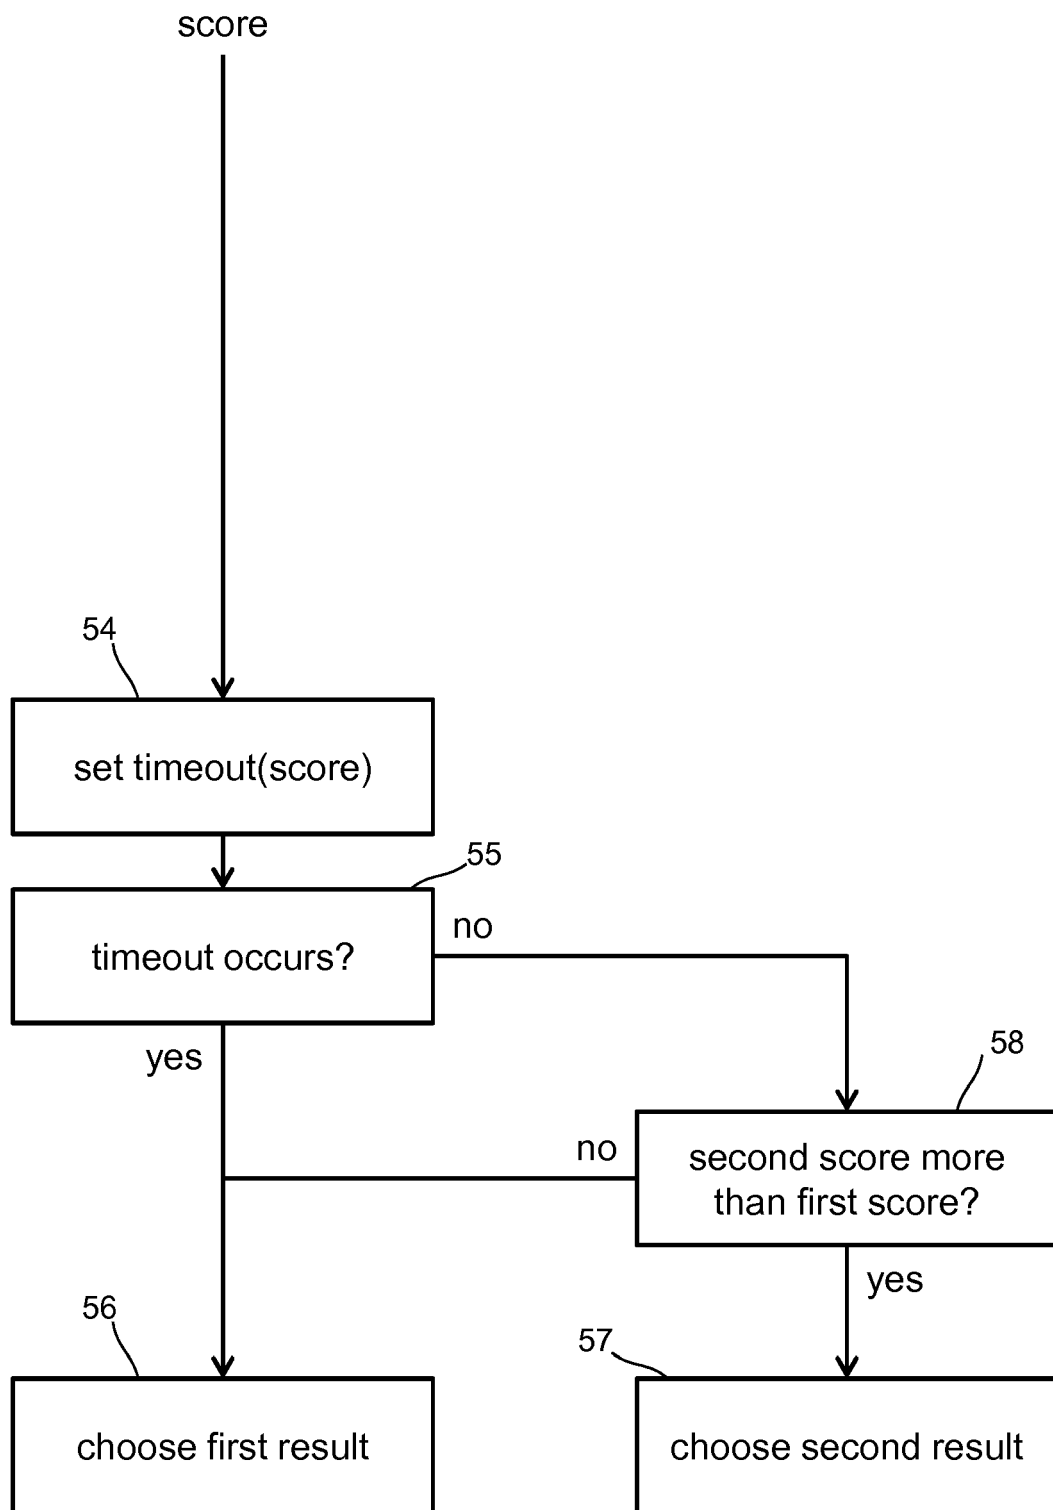 score
54
set timeout(score)
55
timeout occurs?
no
yes
58
no
second score more
than first score?
yes
56
57
choose first result
choose second result